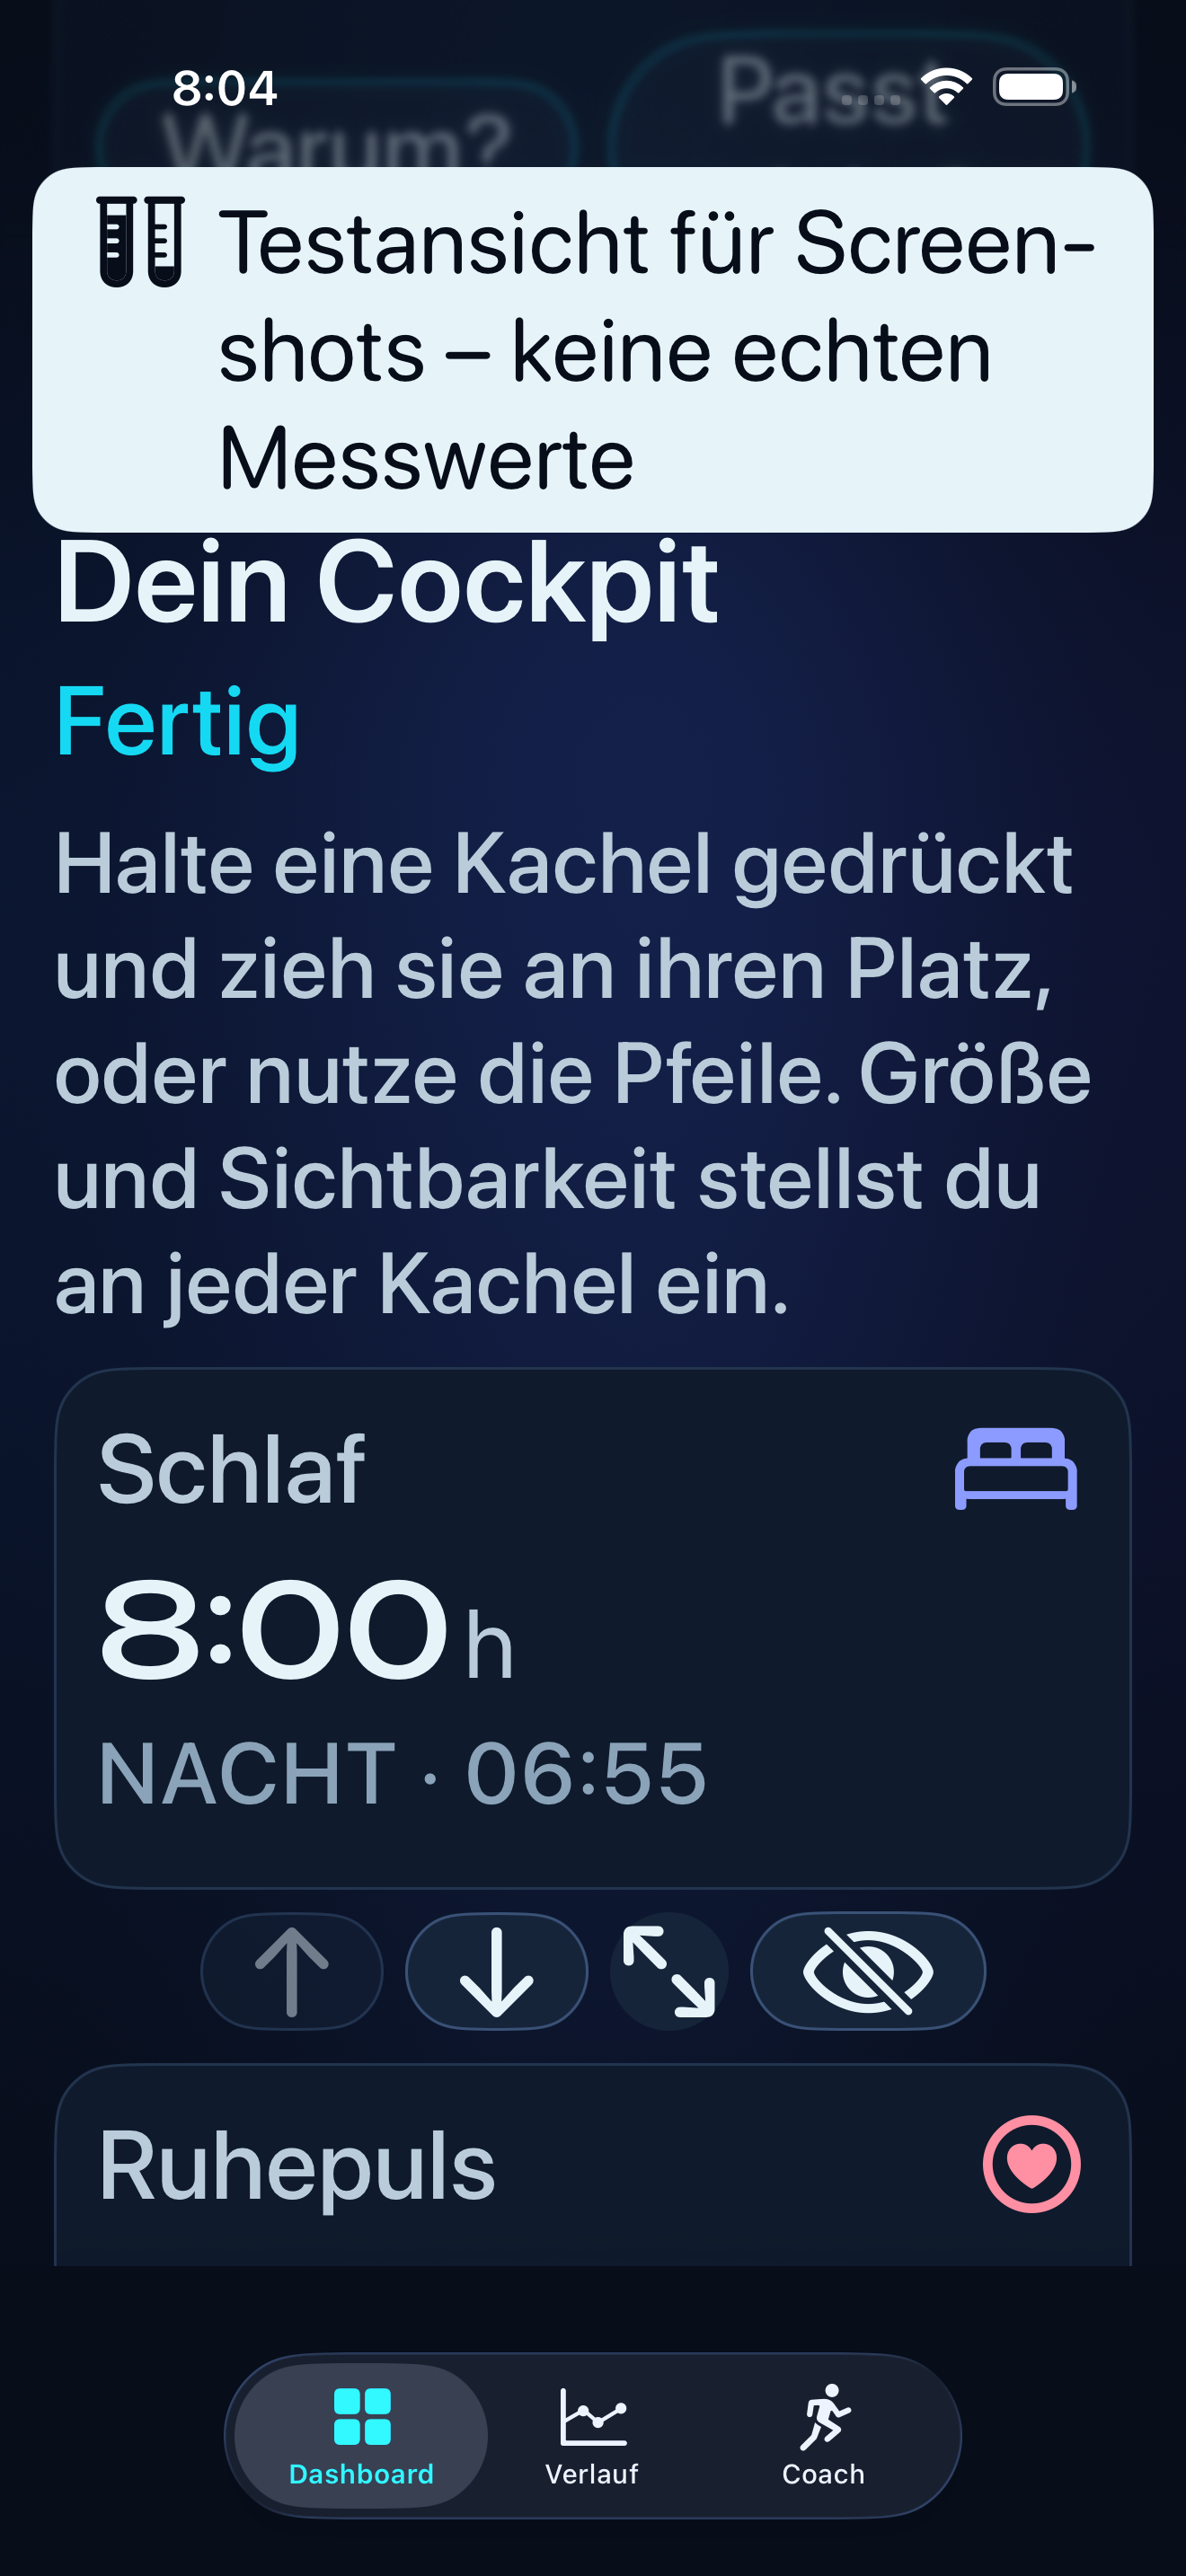 8:04
Warum?
Passt
Testansicht für Screen-
shots – keine echten
Messwerte
Dein Cockpit
Fertig
Halte eine Kachel gedrückt
und zieh sie an ihren Platz,
oder nutze die Pfeile. Größe
und Sichtbarkeit stellst du
an jeder Kachel ein.
Schlaf
8:00 h
NACHT · 06:55
Ruhepuls
Dashboard
Verlauf
Coach